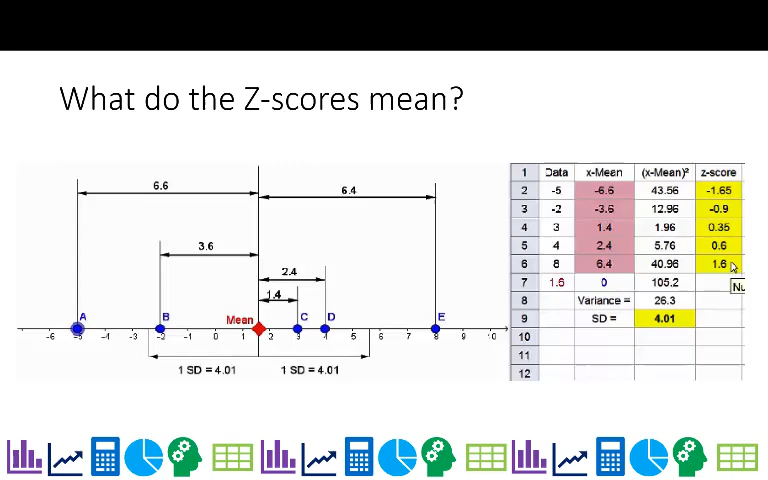 What do the Z-scores mean?
6.6
6.4
3.6
2.4
1.4
A
B
Mean
C
D
E
-6 -5 -4 -3 -2 -1 0 1 2 3 4 5 6 7 8 9 10
1 SD = 4.01
1 SD = 4.01
1 Data x-Mean (x-Mean)² z-score
2 -5 -6.6 43.56 -1.65
3 -2 -3.6 12.96 -0.9
4 3 1.4 1.96 0.35
5 4 2.4 5.76 0.6
6 8 6.4 40.96 1.6
7 1.6 0 105.2 Nu
8 Variance = 26.3
9 SD = 4.01
10
11
12